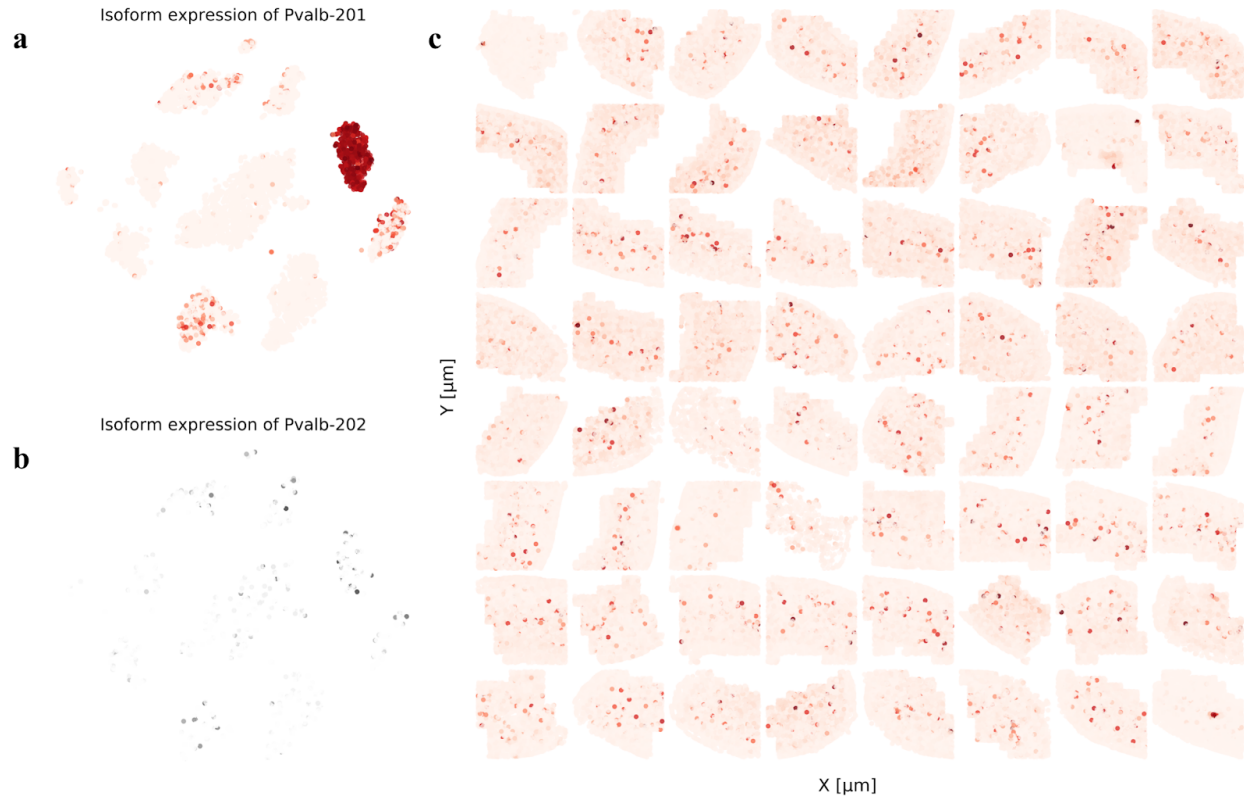 Isoform expression of Pvalb-201
a
c
Isoform expression of Pvalb-202
b
Y [µm]
X [µm]